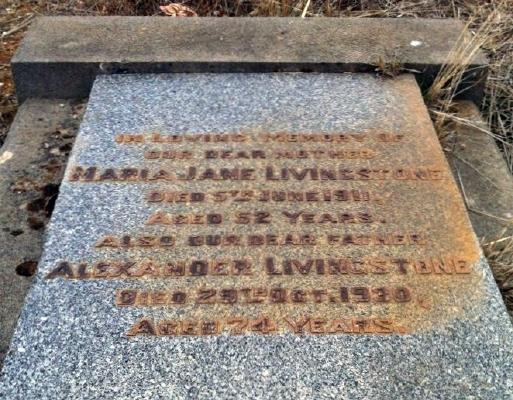 IN LOVING MEMORY OF
OUR DEAR MOTHER
MARIA JANE LIVINGSTONE
DIED 5TH JUNE 1911,
AGED 52 YEARS.
ALSO OUR DEAR FATHER
ALEXANDER LIVINGSTONE
DIED 29TH OCT. 1930,
AGED 74 YEARS.